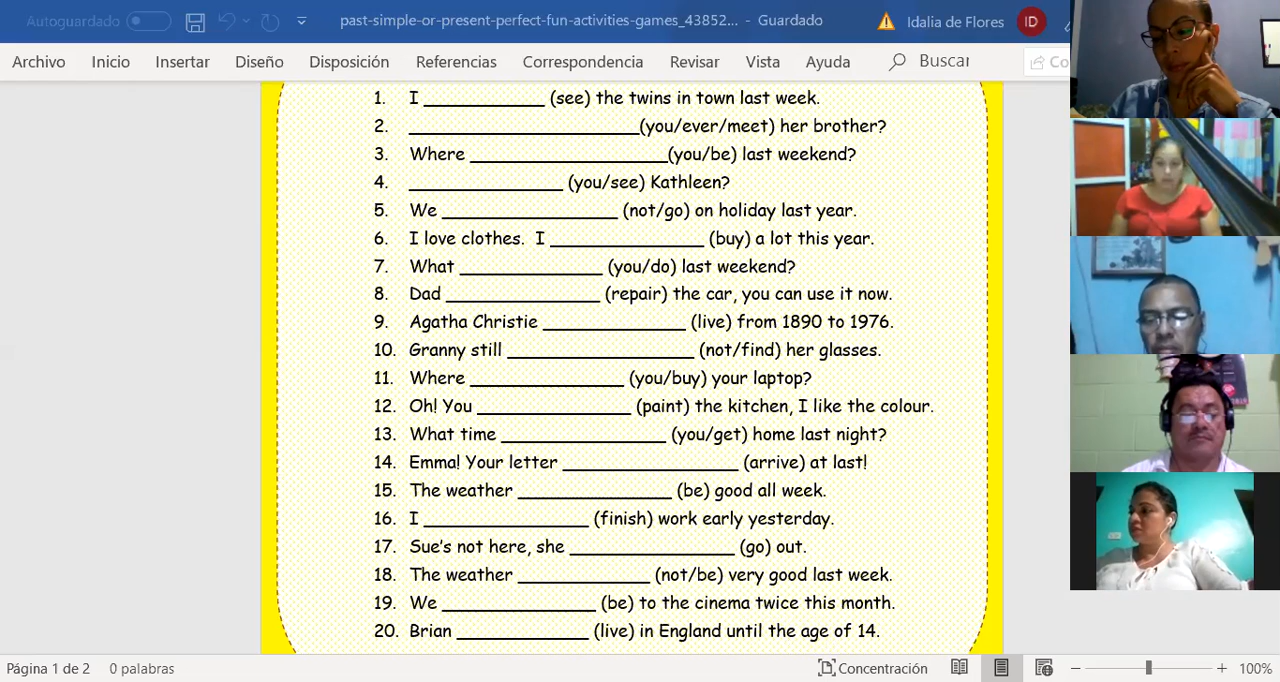 Autoguardado past-simple-or-present-perfect-fun-activities-games_43852... - Guardado Idalia de Flores ID
Archivo Inicio Insertar Diseño Disposición Referencias Correspondencia Revisar Vista Ayuda Buscar Co
1. I ____________ (see) the twins in town last week.
2. _______________________(you/ever/meet) her brother?
3. Where ____________________(you/be) last weekend?
4. _______________ (you/see) Kathleen?
5. We _________________ (not/go) on holiday last year.
6. I love clothes. I _______________ (buy) a lot this year.
7. What ______________ (you/do) last weekend?
8. Dad _______________ (repair) the car, you can use it now.
9. Agatha Christie ______________ (live) from 1890 to 1976.
10. Granny still __________________ (not/find) her glasses.
11. Where _______________ (you/buy) your laptop?
12. Oh! You _______________ (paint) the kitchen, I like the colour.
13. What time ________________ (you/get) home last night?
14. Emma! Your letter _________________ (arrive) at last!
15. The weather _______________ (be) good all week.
16. I ________________ (finish) work early yesterday.
17. Sue's not here, she ________________ (go) out.
18. The weather _____________ (not/be) very good last week.
19. We _______________ (be) to the cinema twice this month.
20. Brian _____________ (live) in England until the age of 14.
Página 1 de 2 0 palabras Concentración 100%